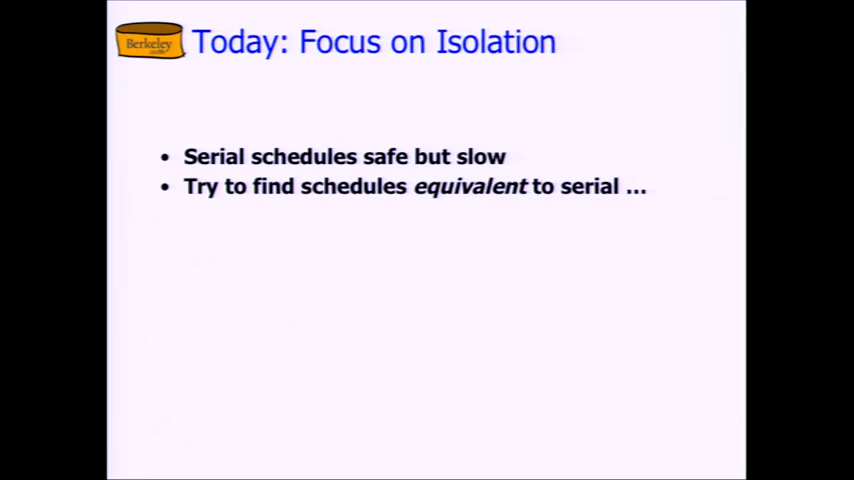 Berkeley
Today: Focus on Isolation
• Serial schedules safe but slow
• Try to find schedules equivalent to serial ...